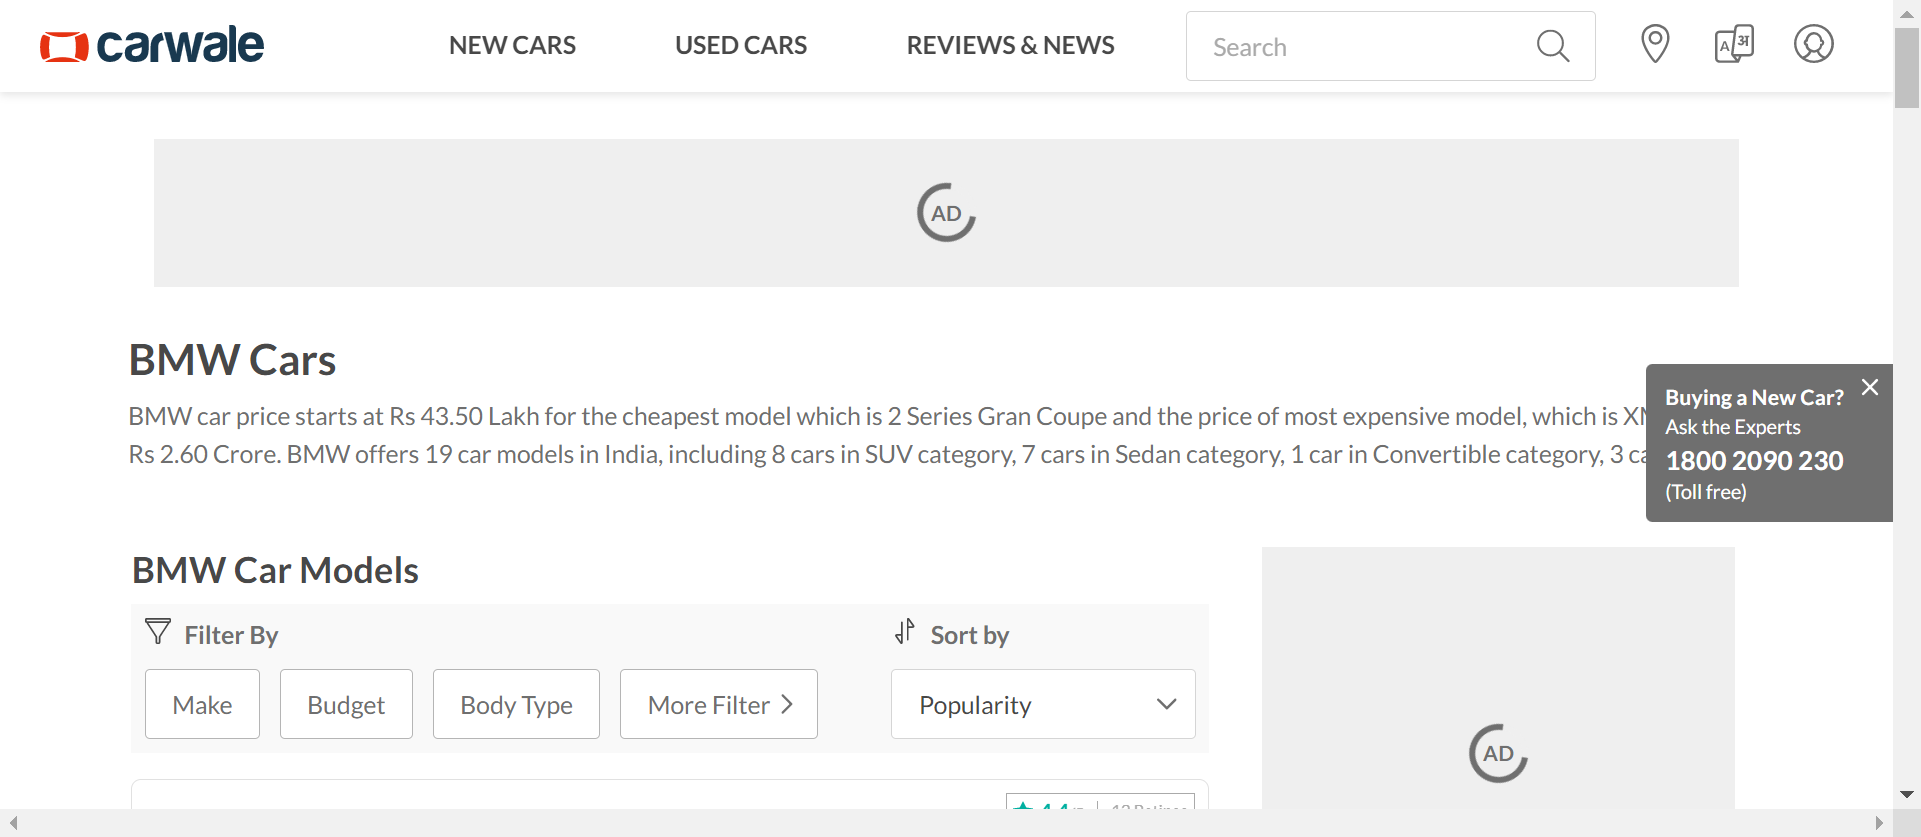 carwale
NEW CARS
USED CARS
REVIEWS & NEWS
Search
A अ
AD
BMW Cars
BMW car price starts at Rs 43.50 Lakh for the cheapest model which is 2 Series Gran Coupe and the price of most expensive model, which is
Rs 2.60 Crore. BMW offers 19 car models in India, including 8 cars in SUV category, 7 cars in Sedan category, 1 car in Convertible category, 3
Buying a New Car?
Ask the Experts
1800 2090 230
(Toll free)
BMW Car Models
Filter By
Sort by
Make
Budget
Body Type
More Filter
Popularity
AD